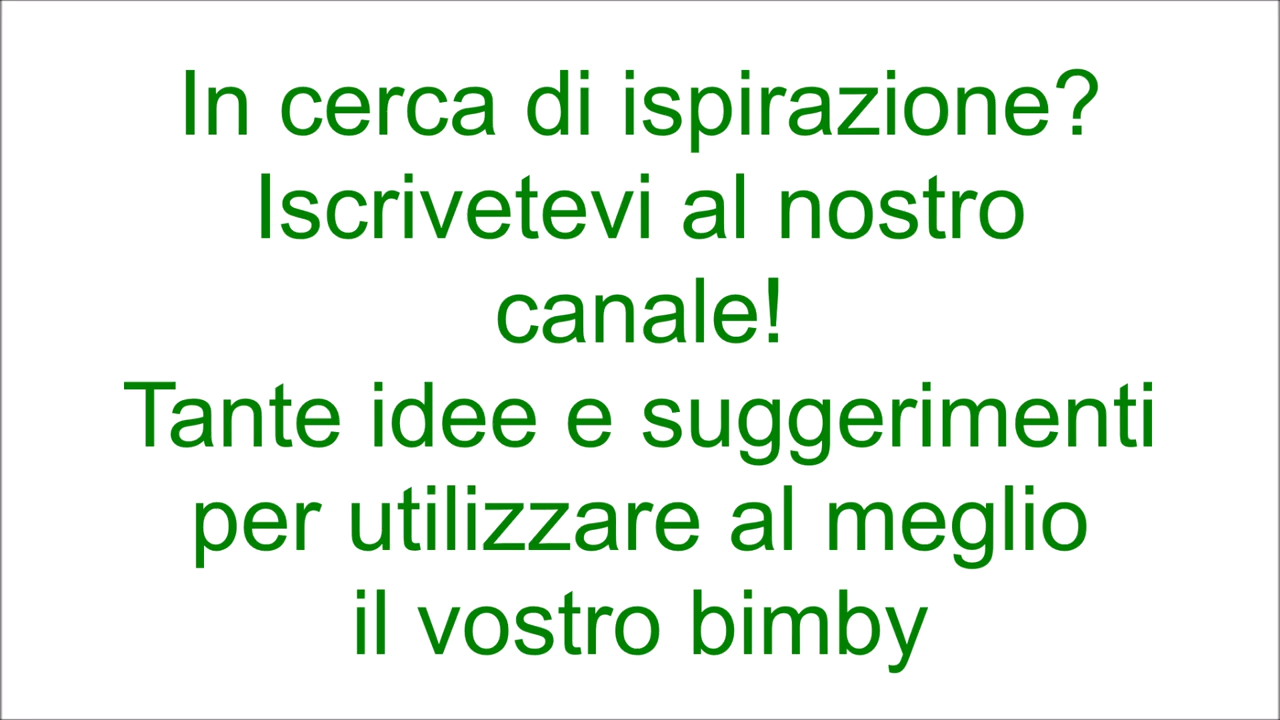 In cerca di ispirazione?
Iscrivetevi al nostro
canale!
Tante idee e suggerimenti
per utilizzare al meglio
il vostro bimby